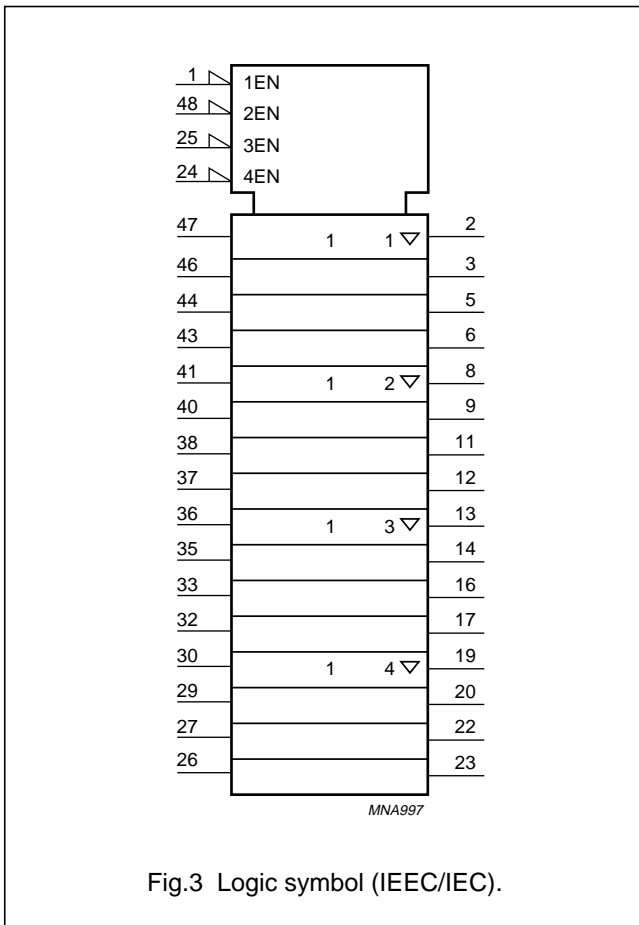 1 1EN
48 2EN
25 3EN
24 4EN
47 1 1 2
46 3
44 5
43 6
41 1 2 8
40 9
38 11
37 12
36 1 3 13
35 14
33 16
32 17
30 1 4 19
29 20
27 22
26 23
MNA997
Fig.3 Logic symbol (IEEC/IEC).